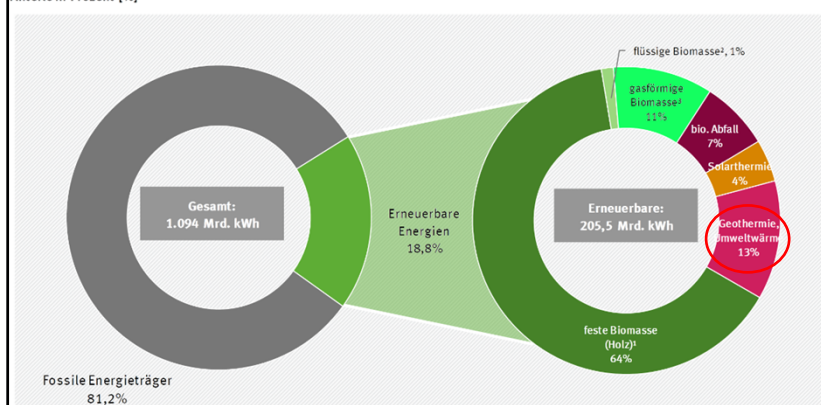 flüssige Biomasse², 1%
gasförmige
Biomasse³
11%
bio. Abfall
7%
Solarthermie
4%
Gesamt:
1.094 Mrd. kWh
Erneuerbare
Energien
18,8%
Erneuerbare:
205,5 Mrd. kWh
Geothermie,
Umweltwärme
13%
feste Biomasse
(Holz)¹
64%
Fossile Energieträger
81,2%